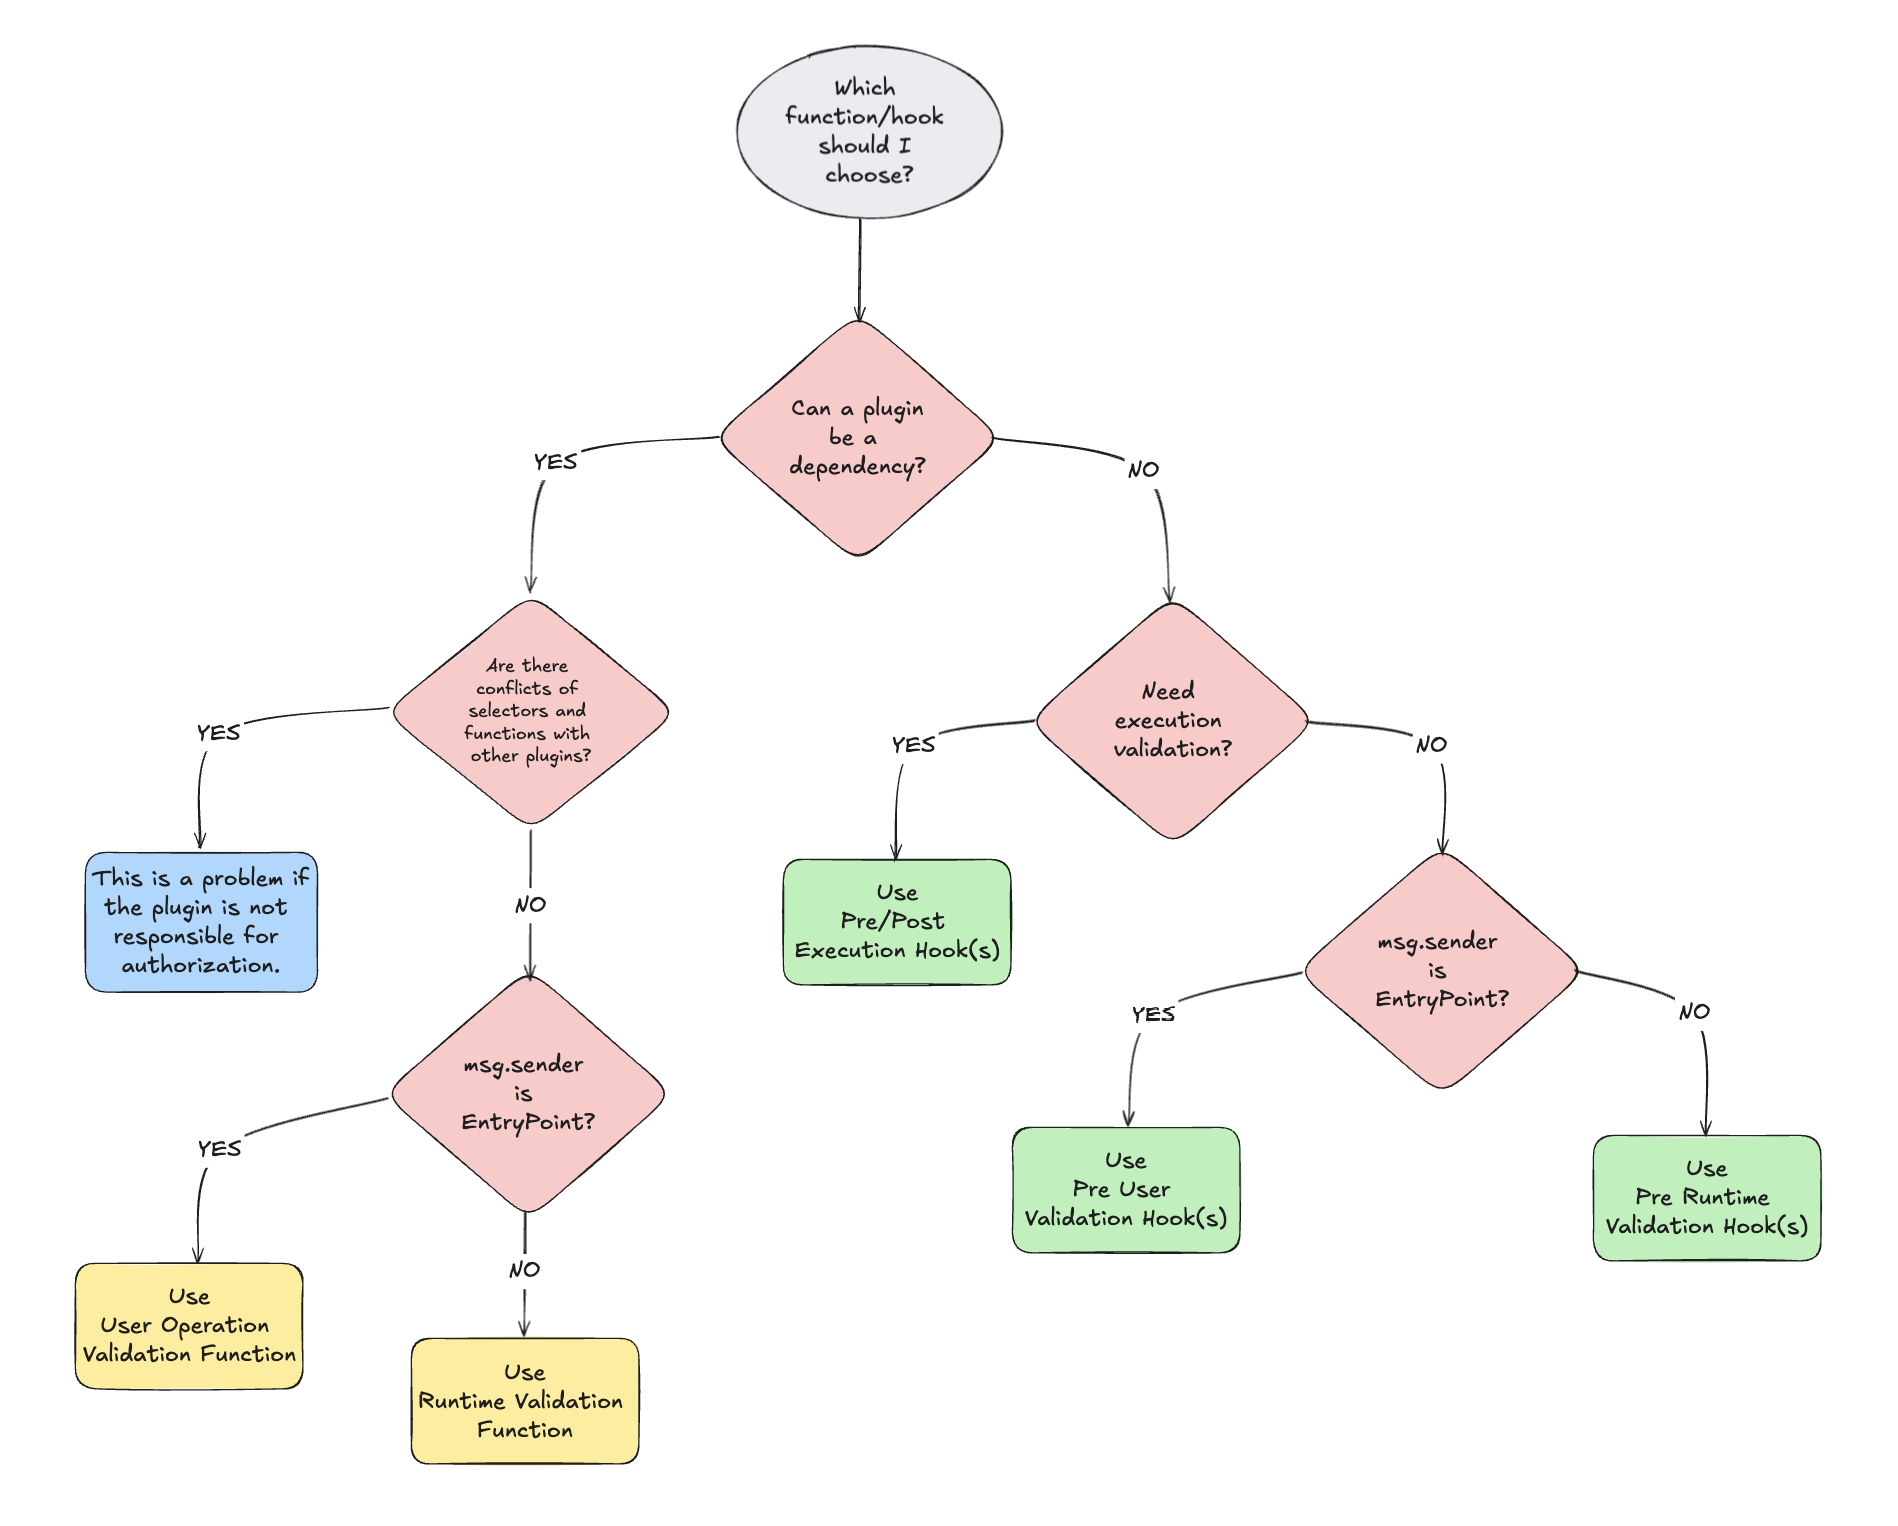 Which
function/hook
should I
choose?
Can a plugin
be a
dependency?
YES
NO
Are there
conflicts of
selectors and
functions with
other plugins?
Need
execution
validation?
YES
YES
NO
This is a problem if
the plugin is not
responsible for
authorization.
NO
Use
Pre/Post
Execution Hook(s)
msg.sender
is
EntryPoint?
YES
NO
msg.sender
is
EntryPoint?
YES
Use
Pre User
Validation Hook(s)
Use
Pre Runtime
Validation Hook(s)
NO
Use
User Operation
Validation Function
Use
Runtime Validation
Function